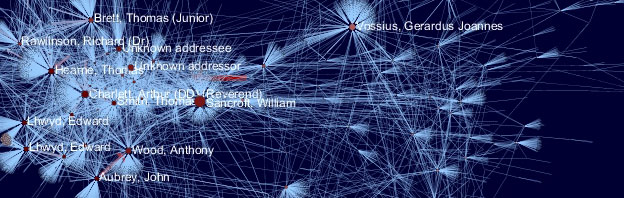 Brett, Thomas (Junior)
Vossius, Gerardus Joannes
Rawlinson, Richard (Dr)
Unknown addressee
Unknown addressor
Hearne, Thomas
Charlett, Arthur (DD) (Reverend)
Smith, Thomas
Sancroft, William
Lhwyd, Edward
Lhwyd, Edward
Wood, Anthony
Aubrey, John